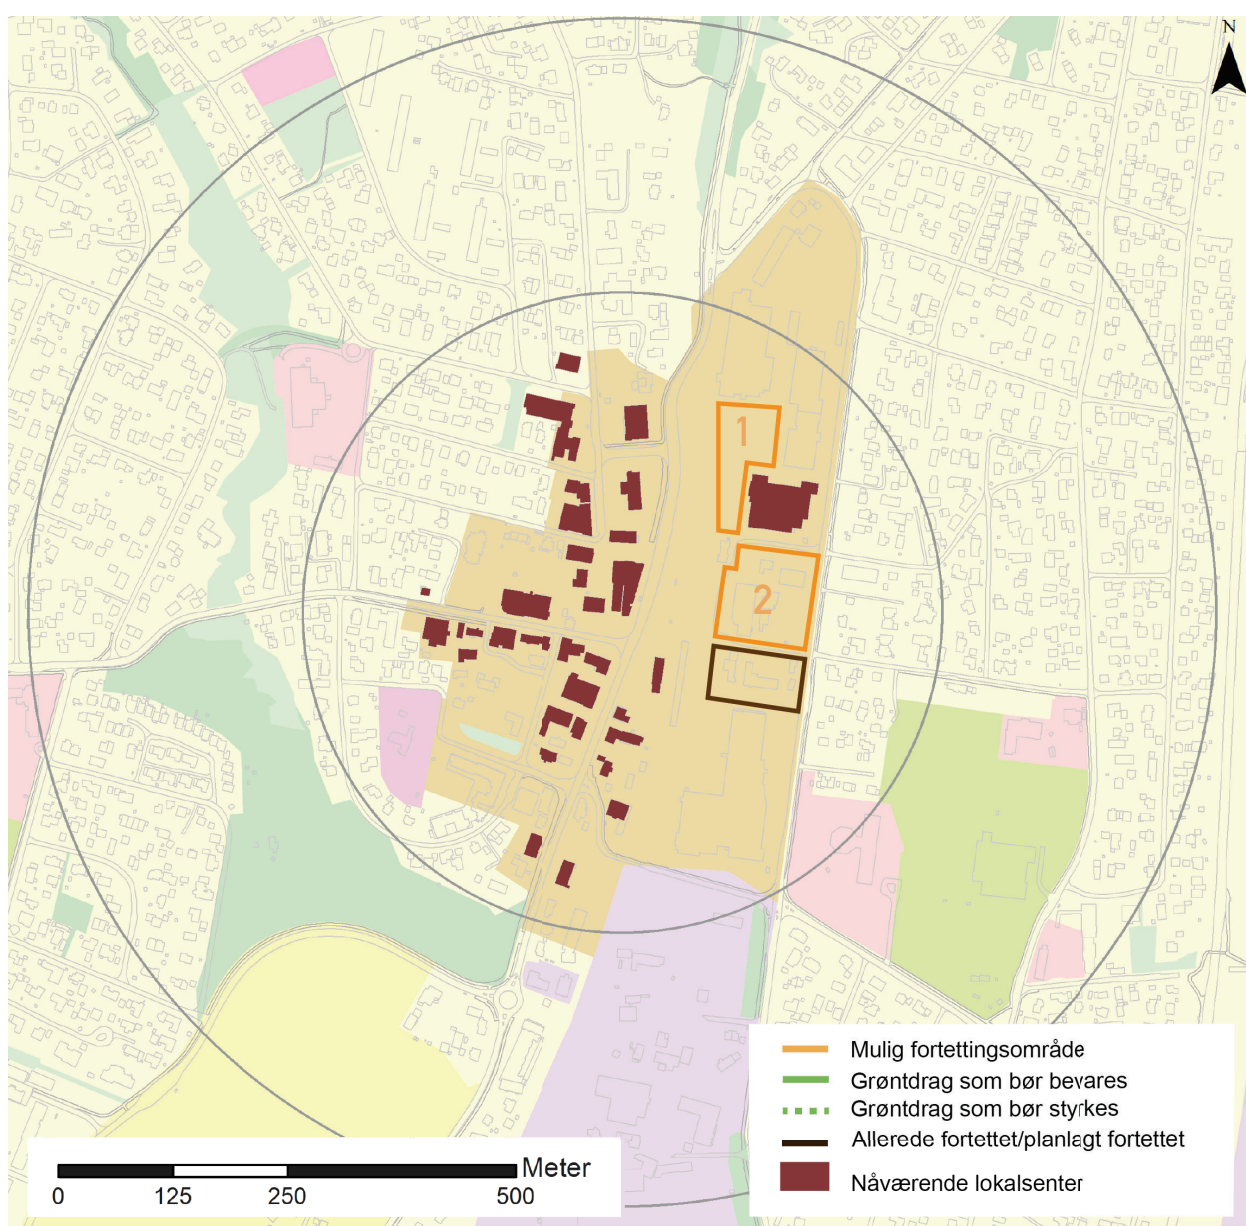 N
1
2
Mulig fortettingsområde
Grøntdrag som bør bevares
Grøntdrag som bør styrkes
Allerede fortettet/planlagt fortettet
Nåværende lokalsenter
Meter
0 125 250 500